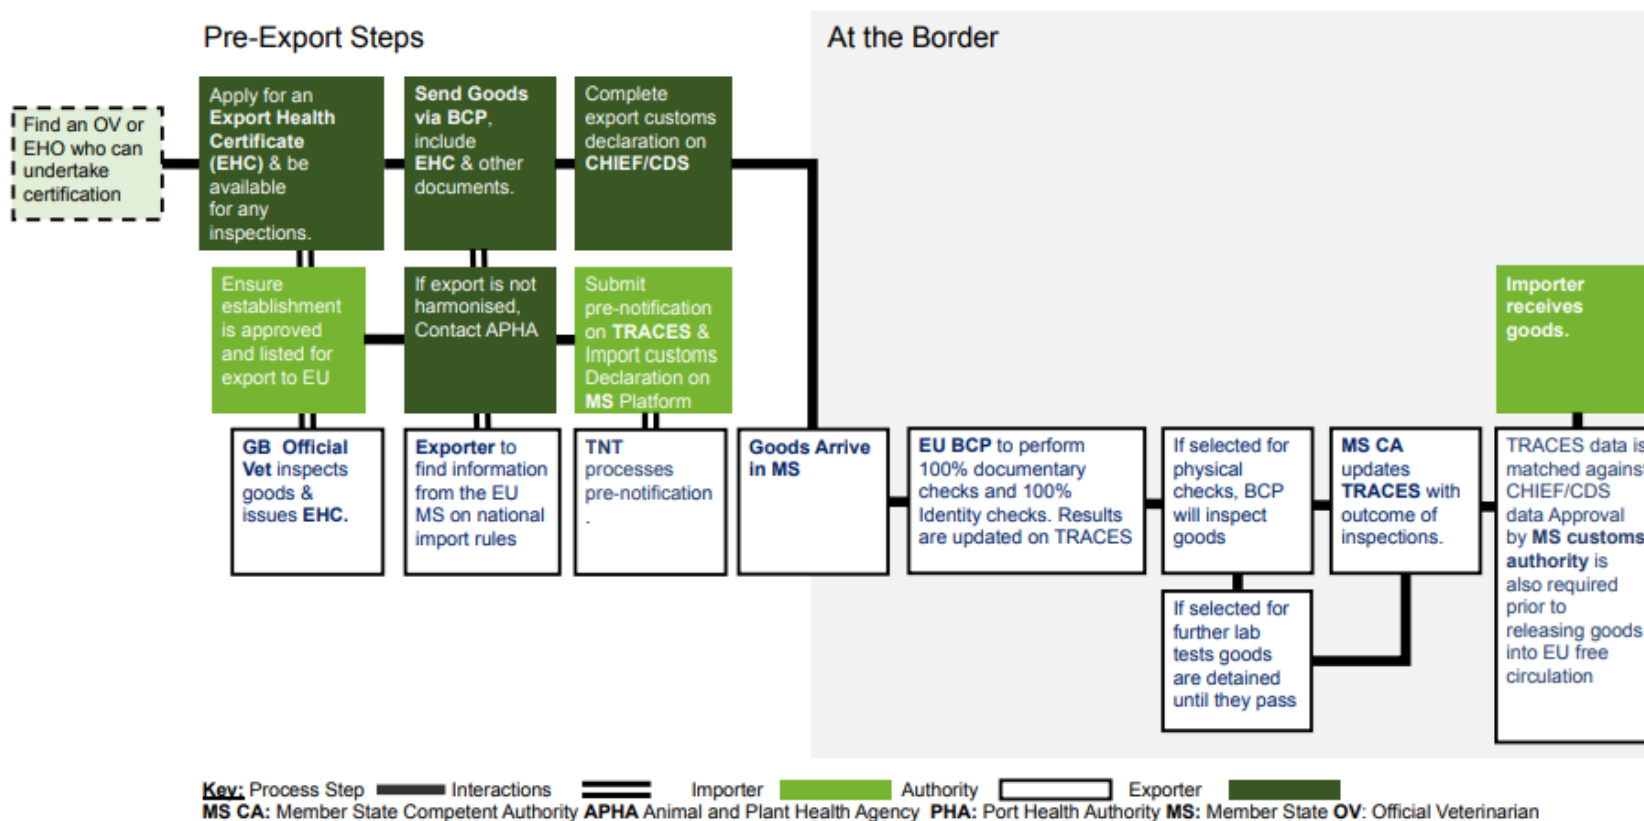 Pre-Export Steps
At the Border
Find an OV or
EHO who can
undertake
certification
Apply for an
Export Health
Certificate
(EHC) & be
available
for any
inspections.
Send Goods
via BCP,
include
EHC & other
documents.
Complete
export customs
declaration on
CHIEF/CDS
Ensure
establishment
is approved
and listed for
export to EU
If export is not
harmonised,
Contact APHA
Submit
pre-notification
on TRACES &
Import customs
Declaration on
MS Platform
Importer
receives
goods.
GB Official
Vet inspects
goods &
issues EHC.
Exporter to
find information
from the EU
MS on national
import rules
TNT
processes
pre-notification
.
Goods Arrive
in MS
EU BCP to perform
100% documentary
checks and 100%
Identity checks. Results
are updated on TRACES
If selected for
physical
checks, BCP
will inspect
goods
MS CA
updates
TRACES with
outcome of
inspections.
TRACES data is
matched against
CHIEF/CDS
data Approval
by MS customs
authority is
also required
prior to
releasing goods
into EU free
circulation
If selected for
further lab
tests goods
are detained
until they pass
Key: Process Step Interactions Importer Authority Exporter
MS CA: Member State Competent Authority APHA Animal and Plant Health Agency PHA: Port Health Authority MS: Member State OV: Official Veterinarian